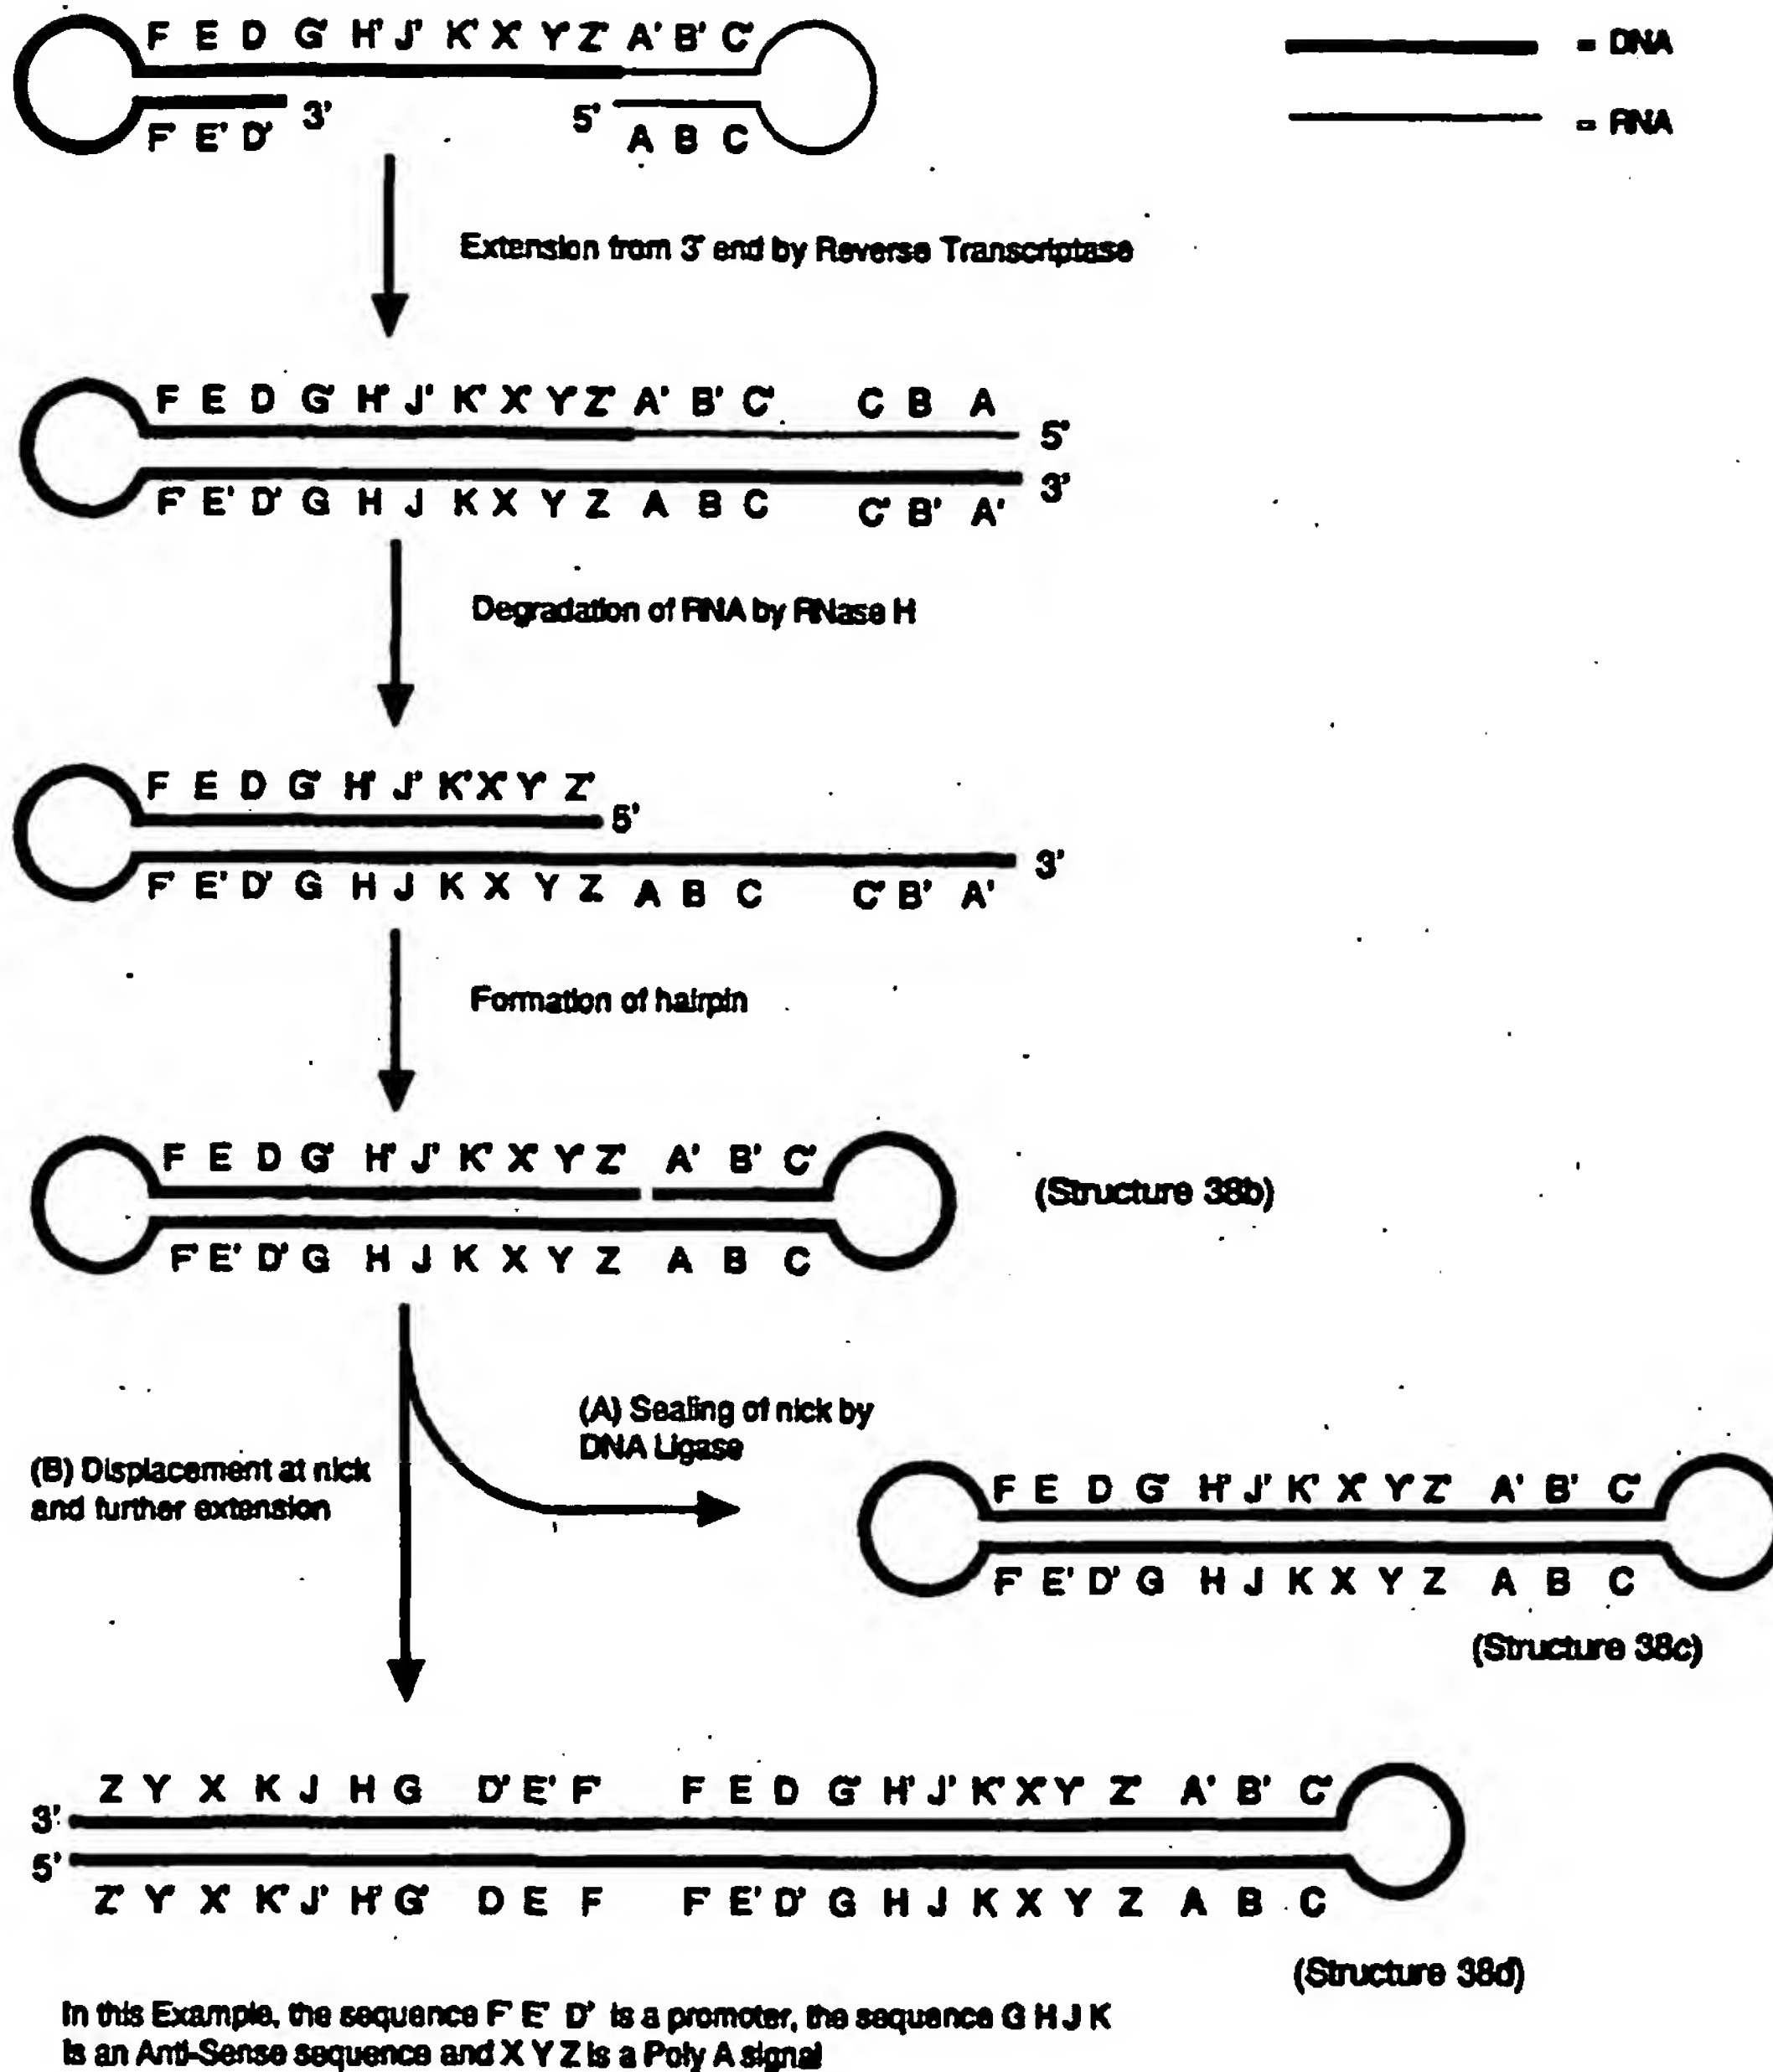 F E D G' H' J' K' X' Y' Z' A' B' C'
= DNA
3'
5'
F' E' D'
A B C
= RNA
Extension from 3' end by Reverse Transcriptase
F E D G' H' J' K' X' Y' Z' A' B' C' C B A
5'
3'
F' E' D' G H J K X Y Z A B C C' B' A'
Degradation of RNA by RNase H
F E D G' H' J' K' X' Y' Z'
5'
3'
F' E' D' G H J K X Y Z A B C C' B' A'
Formation of hairpin
F E D G' H' J' K' X' Y' Z' A' B' C'
(Structure 38b)
F' E' D' G H J K X Y Z A B C
(A) Sealing of nick by
DNA Ligase
(B) Displacement at nick
and further extension
F E D G' H' J' K' X' Y' Z' A' B' C'
F' E' D' G H J K X Y Z A B C
(Structure 38c)
Z Y X K J H G D' E' F' F E D G' H' J' K' X' Y' Z' A' B' C'
3'
5'
Z' Y' X' K' J' H' G' D E F F' E' D' G H J K X Y Z A B C
(Structure 38d)
In this Example, the sequence F' E' D' is a promoter, the sequence G H J K
is an Anti-Sense sequence and X Y Z is a Poly A signal